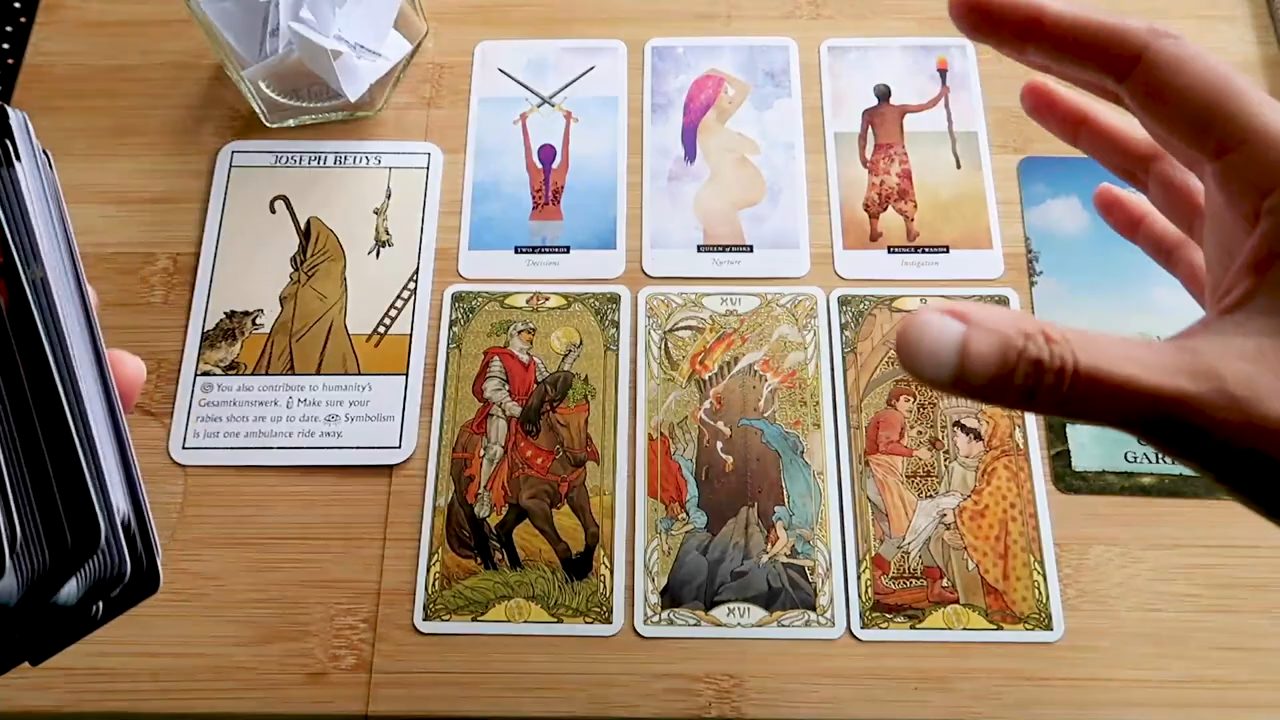 JOSEPH BEUYS
You also contribute to humanity's
Gesamtkunstwerk. Make sure your
rabies shots are up to date. Symbolism
is just one ambulance ride away.
TWO of SWORDS
Decisions
QUEEN of DISKS
Nurture
PRINCE of WANDS
Instigation
XVI
XVI